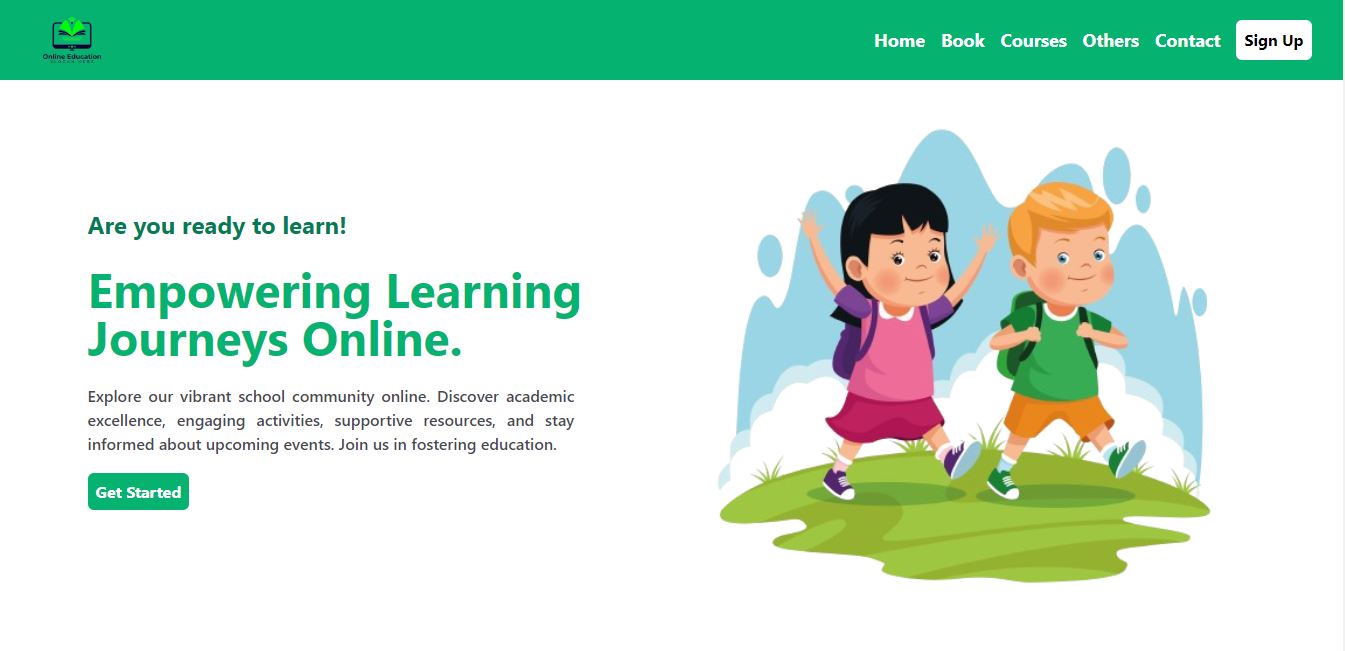 Online Education
Home Book Courses Others Contact Sign Up
Are you ready to learn!
Empowering Learning
Journeys Online.
Explore our vibrant school community online. Discover academic
excellence, engaging activities, supportive resources, and stay
informed about upcoming events. Join us in fostering education.
Get Started